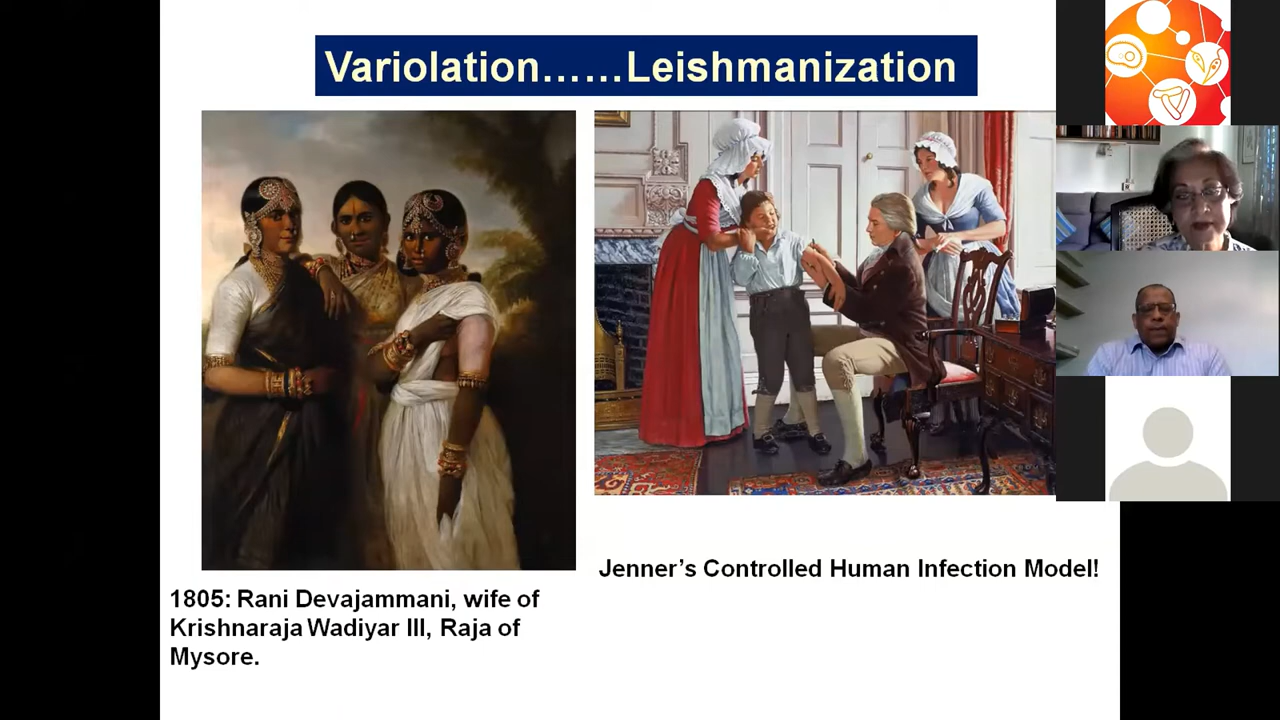 Variolation……Leishmanization
Jenner’s Controlled Human Infection Model!
1805: Rani Devajammani, wife of
Krishnaraja Wadiyar III, Raja of
Mysore.